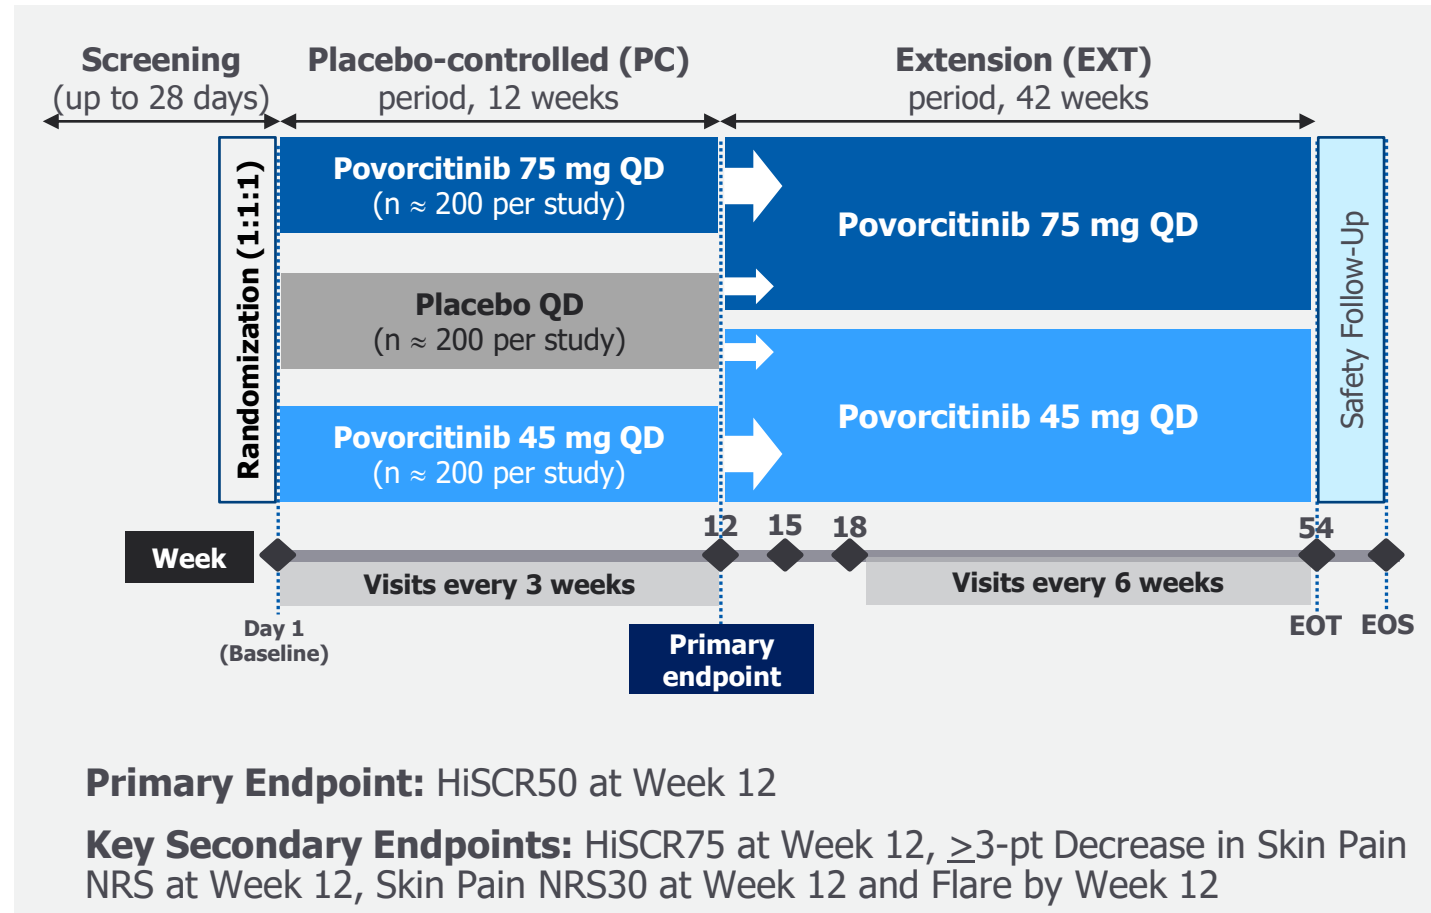 Screening
(up to 28 days)
Placebo-controlled (PC)
period, 12 weeks
Extension (EXT)
period, 42 weeks
Randomization (1:1:1)
Povorcitinib 75 mg QD
(n ≈ 200 per study)
Placebo QD
(n ≈ 200 per study)
Povorcitinib 45 mg QD
(n ≈ 200 per study)
Povorcitinib 75 mg QD
Povorcitinib 45 mg QD
Safety Follow-Up
12 15 18 54
Week
Visits every 3 weeks
Visits every 6 weeks
Day 1
(Baseline)
Primary
endpoint
EOT EOS
Primary Endpoint: HiSCR50 at Week 12
Key Secondary Endpoints: HiSCR75 at Week 12, ≥3-pt Decrease in Skin Pain
NRS at Week 12, Skin Pain NRS30 at Week 12 and Flare by Week 12